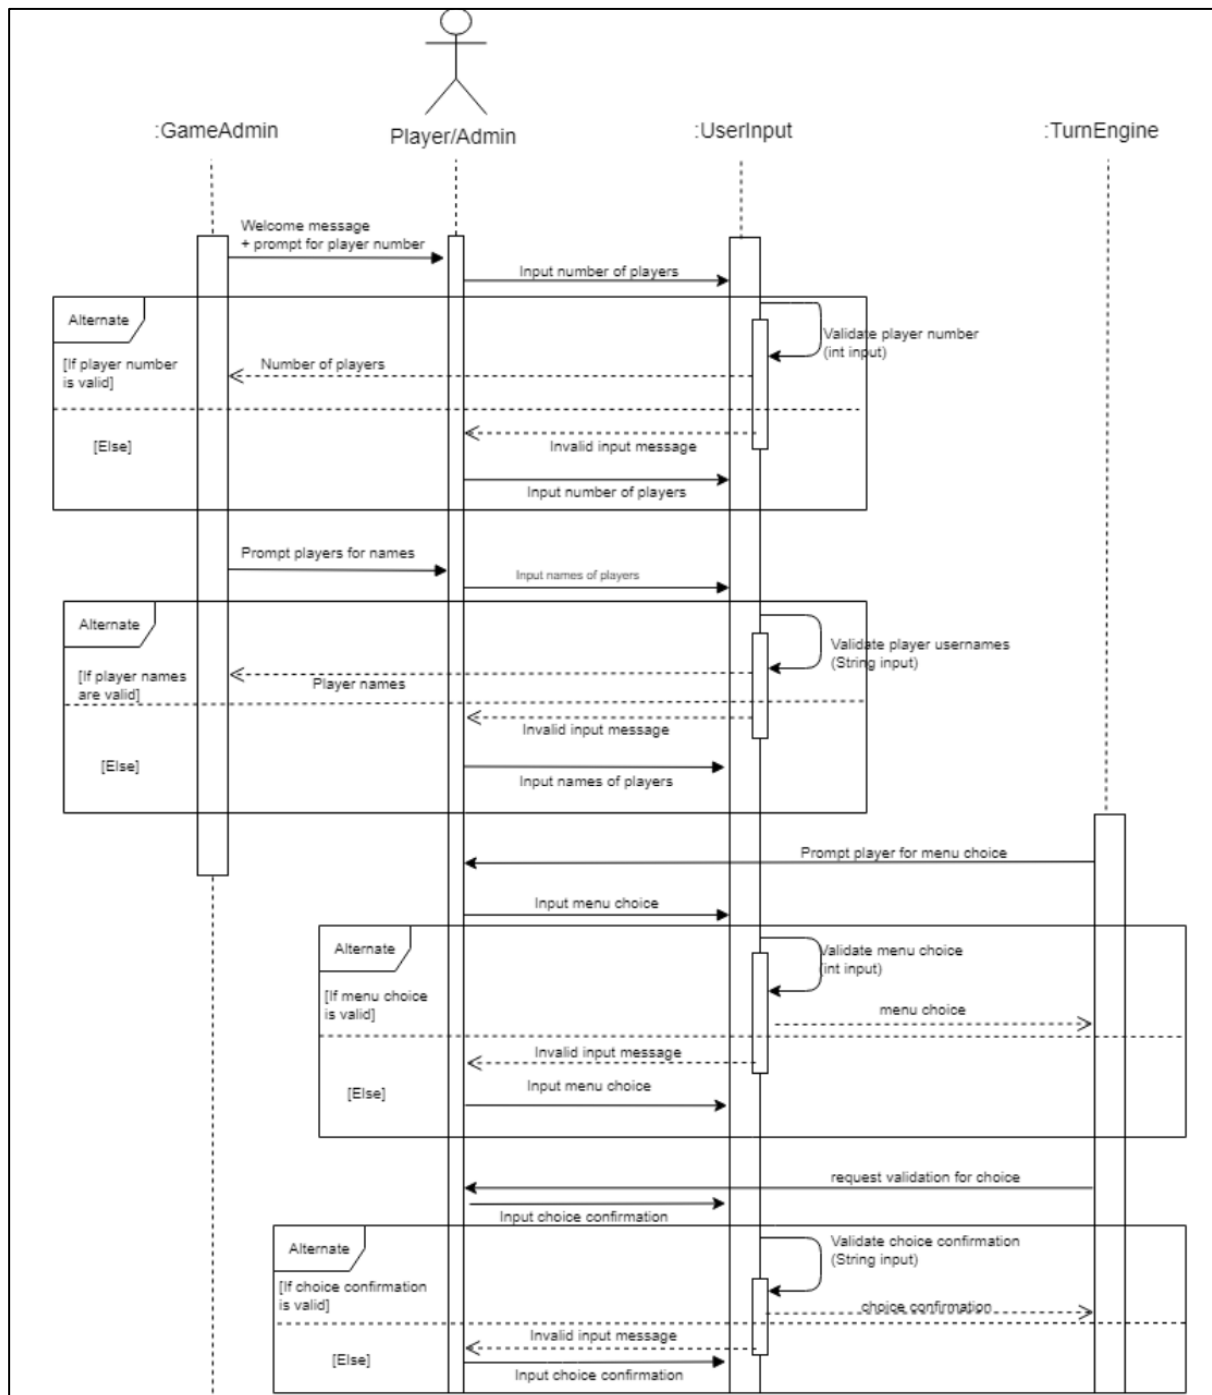 :GameAdmin
Player/Admin
:UserInput
:TurnEngine
Welcome message
+ prompt for player number
Input number of players
Alternate
Validate player number
(int input)
[If player number
is valid]
Number of players
[Else]
Invalid input message
Input number of players
Prompt players for names
Input names of players
Alternate
Validate player usernames
(String input)
[If player names
are valid]
Player names
Invalid input message
[Else]
Input names of players
Prompt player for menu choice
Input menu choice
Alternate
Validate menu choice
(int input)
[If menu choice
is valid]
menu choice
Invalid input message
[Else]
Input menu choice
request validation for choice
Input choice confirmation
Alternate
Validate choice confirmation
(String input)
[If choice confirmation
is valid]
choice confirmation
Invalid input message
[Else]
Input choice confirmation